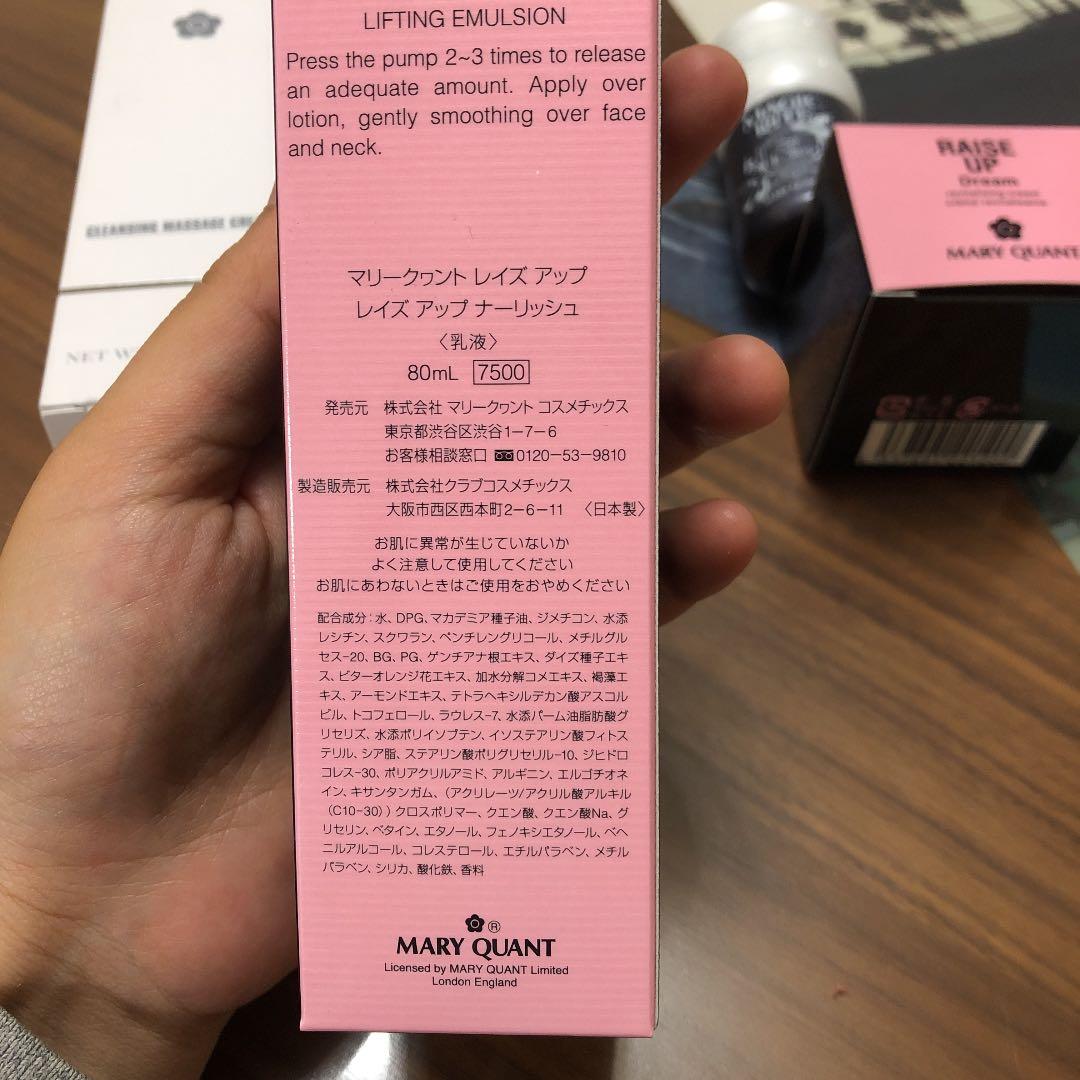 LIFTING EMULSION
Press the pump 2~3 times to release
an adequate amount. Apply over
lotion, gently smoothing over face
and neck.
マリークヮント レイズ アップ
レイズ アップ ナーリッシュ
〈乳液〉
80mL 7500
発売元 株式会社 マリークヮント コスメチックス
東京都渋谷区渋谷1-7-6
お客様相談窓口 0120-53-9810
製造販売元 株式会社クラブコスメチックス
大阪市西区西本町2-6-11 〈日本製〉
お肌に異常が生じていないか
よく注意して使用してください
お肌にあわないときはご使用をおやめください
配合成分:水、DPG、マカデミア種子油、ジメチコン、水添
レシチン、スクワラン、ペンチレングリコール、メチルグル
セス-20、BG、PG、ゲンチアナ根エキス、ダイズ種子エキ
ス、ビターオレンジ花エキス、加水分解コメエキス、褐藻エ
キス、アーモンドエキス、テトラヘキシルデカン酸アスコル
ビル、トコフェロール、ラウレス-7、水添パーム油脂肪酸グ
リセリズ、水添ポリイソブテン、イソステアリン酸フィトス
テリル、シア脂、ステアリン酸ポリグリセリル-10、ジヒドロ
コレス-30、ポリアクリルアミド、アルギニン、エルゴチオネ
イン、キサンタンガム、(アクリレーツ/アクリル酸アルキル
(C10-30))クロスポリマー、クエン酸、クエン酸Na、グ
リセリン、ベタイン、エタノール、フェノキシエタノール、ベヘ
ニルアルコール、コレステロール、エチルパラベン、メチル
パラベン、シリカ、酸化鉄、香料
®
MARY QUANT
Licensed by MARY QUANT Limited
London England
CLEANSING MASSAGE
NET
RAISE
UP
Cream
MARY QUANT